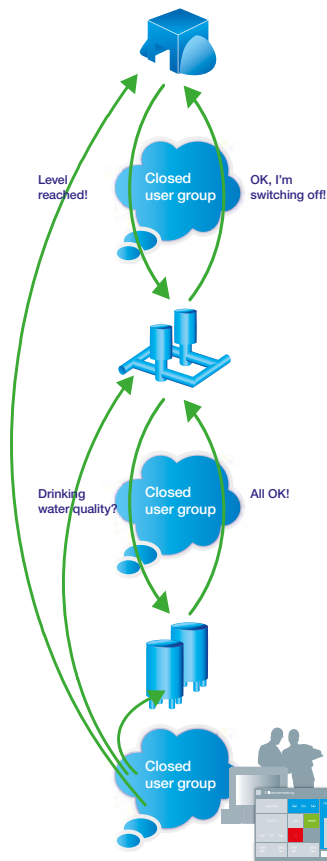 Level
reached!
Closed
user group
OK, I'm
switching off!
Drinking
water quality?
Closed
user group
All OK!
Closed
user group